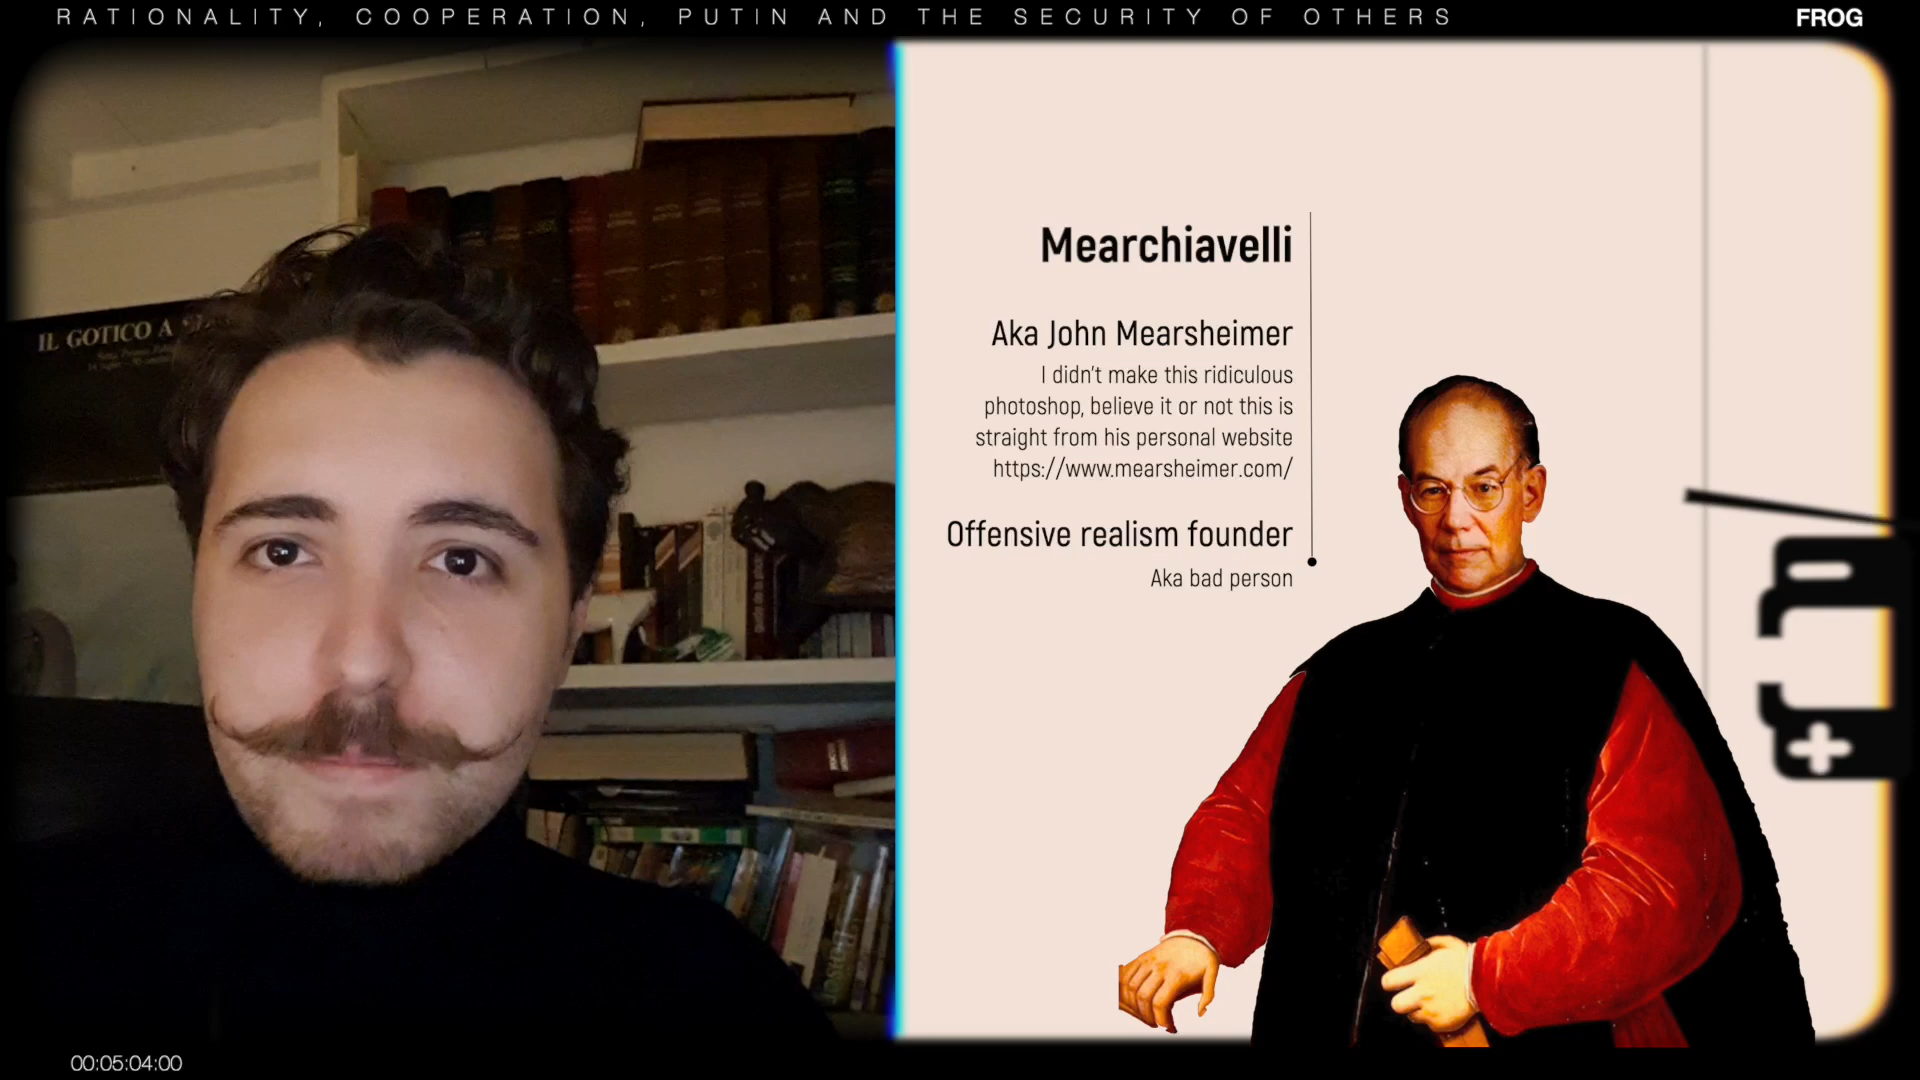 RATIONALITY, COOPERATION, PUTIN AND THE SECURITY OF OTHERS
FROG
IL GOTICO A
Mearchiavelli
Aka John Mearsheimer
I didn't make this ridiculous
photoshop, believe it or not this is
straight from his personal website
https://www.mearsheimer.com/
Offensive realism founder
Aka bad person
00:05:04:00